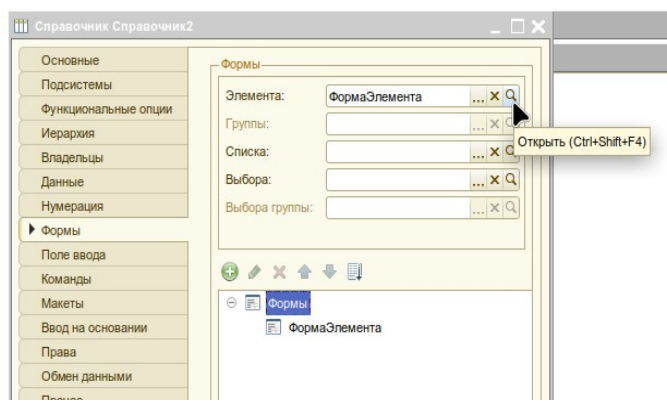 Справочник Справочник2
Основные
Подсистемы
Функциональные опции
Иерархия
Владельцы
Данные
Нумерация
Формы
Поле ввода
Команды
Макеты
Ввод на основании
Права
Обмен данными
Прочее
Формы
Элемента: ФормаЭлемента ...
Группы: ...
Списка: ...
Выбора: ...
Выбора группы: ...
Открыть (Ctrl+Shift+F4)
Формы
ФормаЭлемента